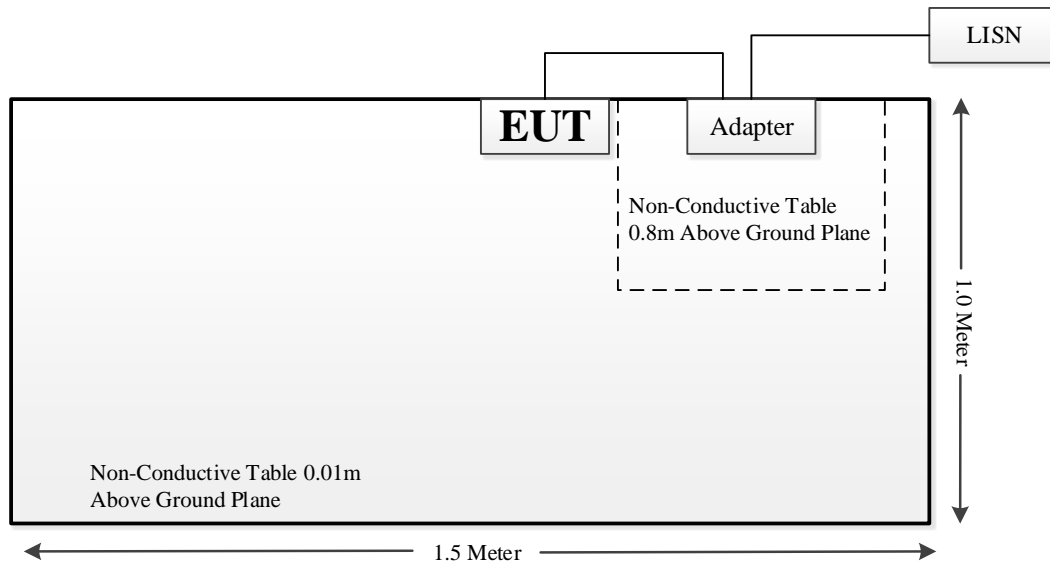 LISN
EUT
Adapter
Non-Conductive Table
0.8m Above Ground Plane
1.0 Meter
Non-Conductive Table 0.01m
Above Ground Plane
1.5 Meter